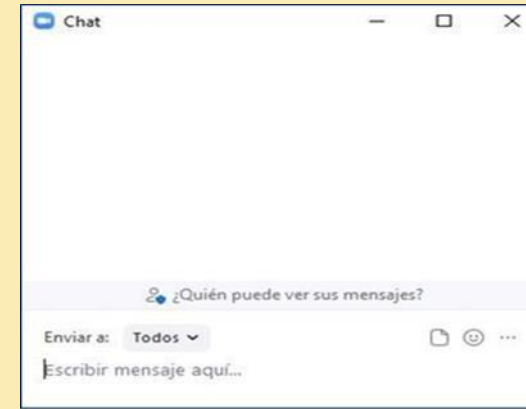 Chat
¿Quién puede ver sus mensajes?
Enviar a: Todos
Escribir mensaje aquí...